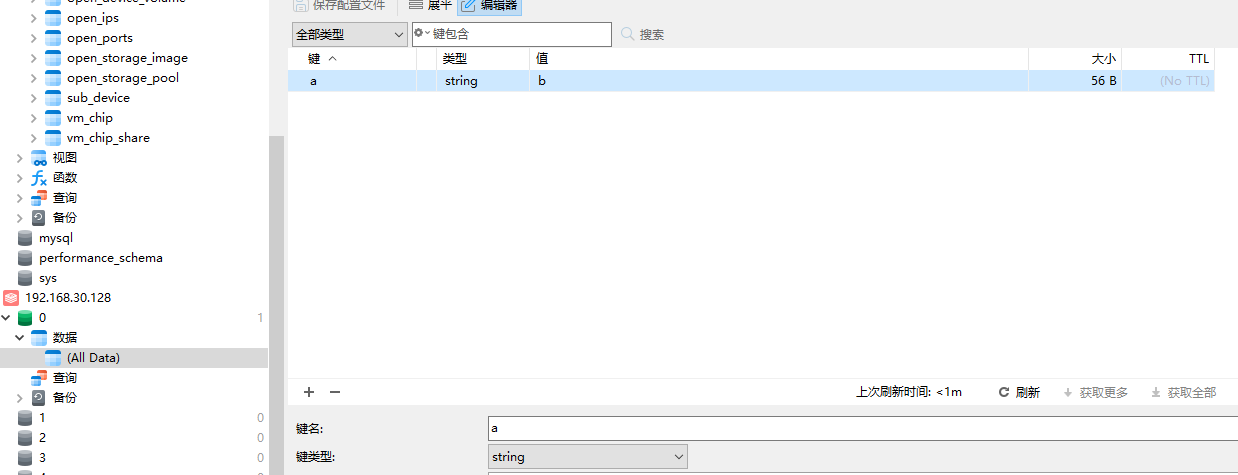 open_device_volume
open_ips
open_ports
open_storage_image
open_storage_pool
sub_device
vm_chip
vm_chip_share
视图
函数
查询
备份
mysql
performance_schema
sys
192.168.30.128
0 1
数据
(All Data)
查询
备份
1 0
2 0
3 0
保存配置文件 展平 编辑器
全部类型 键包含 搜索
键 类型 值 大小 TTL
a string b 56 B (No TTL)
上次刷新时间: <1m 刷新 获取更多 获取全部
键名: a
键类型: string